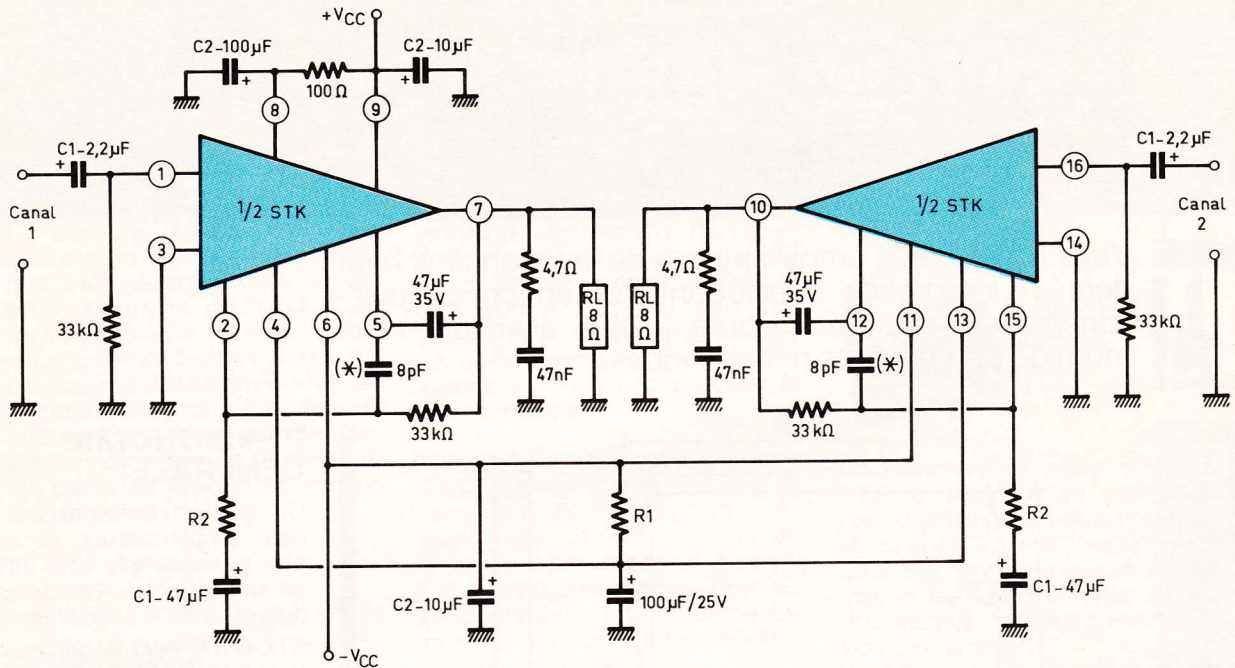 +VCC
C2-100µF
C2-10µF
100Ω
8
9
C1-2,2µF
1
Canal
1
3
33kΩ
1/2 STK
7
2
4
6
5
47µF
35V
(*)
8pF
33kΩ
4,7Ω
47nF
RL
8
Ω
RL
8
Ω
4,7Ω
47nF
10
47µF
35V
12
11
13
15
8pF
(*)
33kΩ
1/2 STK
16
14
C1-2,2µF
Canal
2
33kΩ
R2
C1-47µF
C2-10µF
R1
100µF/25V
R2
C1-47µF
-VCC
+
+
+
+
+
+
+
+
+
+